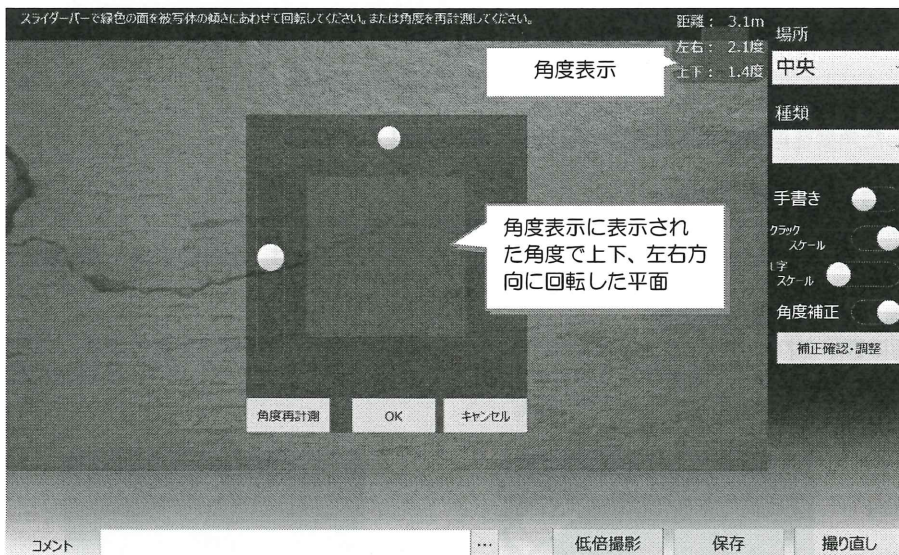 スライダーバーで緑色の面を被写体の傾きにあわせて回転してください。または角度を再計測してください。
距離： 3.1m
左右： 2.1度
上下： 1.4度
角度表示
場所
中央
種類
角度表示に表示され
た角度で上下、左右方
向に回転した平面
手書き
クラック
スケール
L字
スケール
角度補正
補正確認・調整
角度再計測
OK
キャンセル
コメント
...
低倍撮影
保存
撮り直し